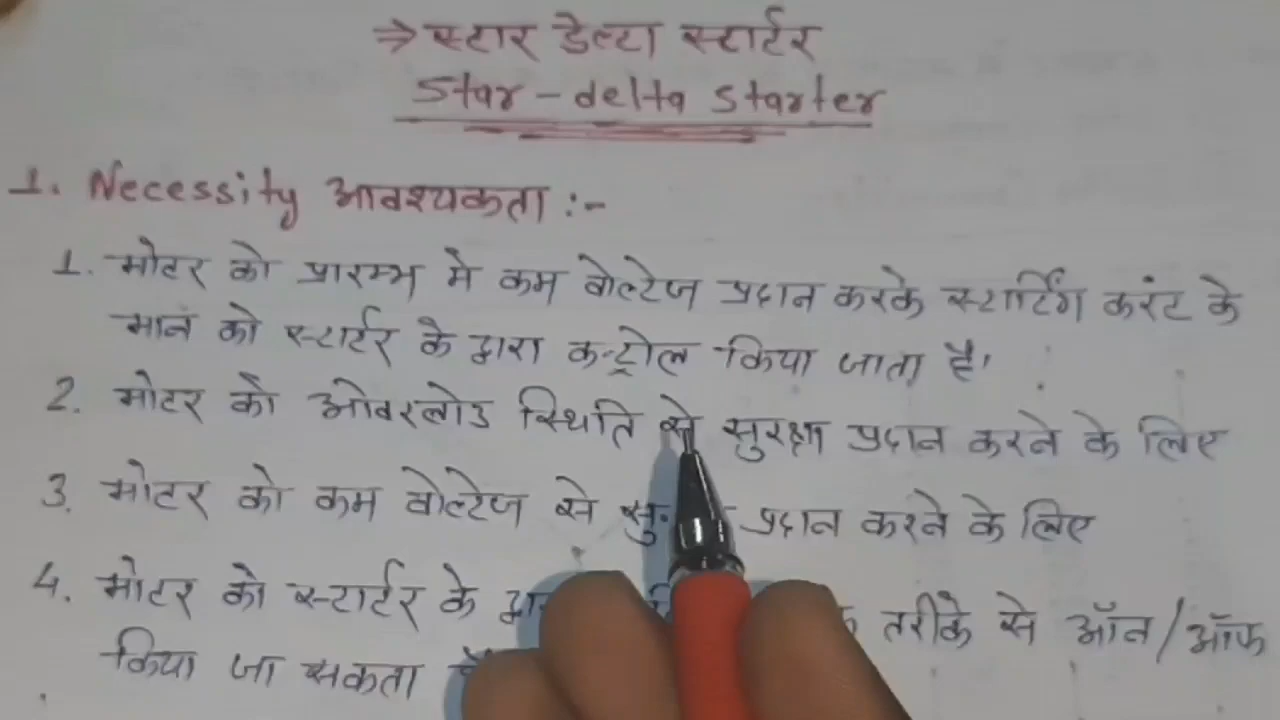 ⇒ स्टार डेल्टा स्टार्टर
Star-delta starter
1. Necessity आवश्यकता :-
1. मोटर को प्रारम्भ मे कम वोल्टेज प्रदान करके स्टार्टिंग करंट के
मान को स्टार्टर के द्वारा कन्ट्रोल किया जाता है।
2. मोटर को ओवरलोड स्थिति से सुरक्षा प्रदान करने के लिए
3. मोटर को कम वोल्टेज से प्रदान करने के लिए
4. मोटर को स्टार्टर के तरीके से ऑन/ऑफ
किया जा सकता